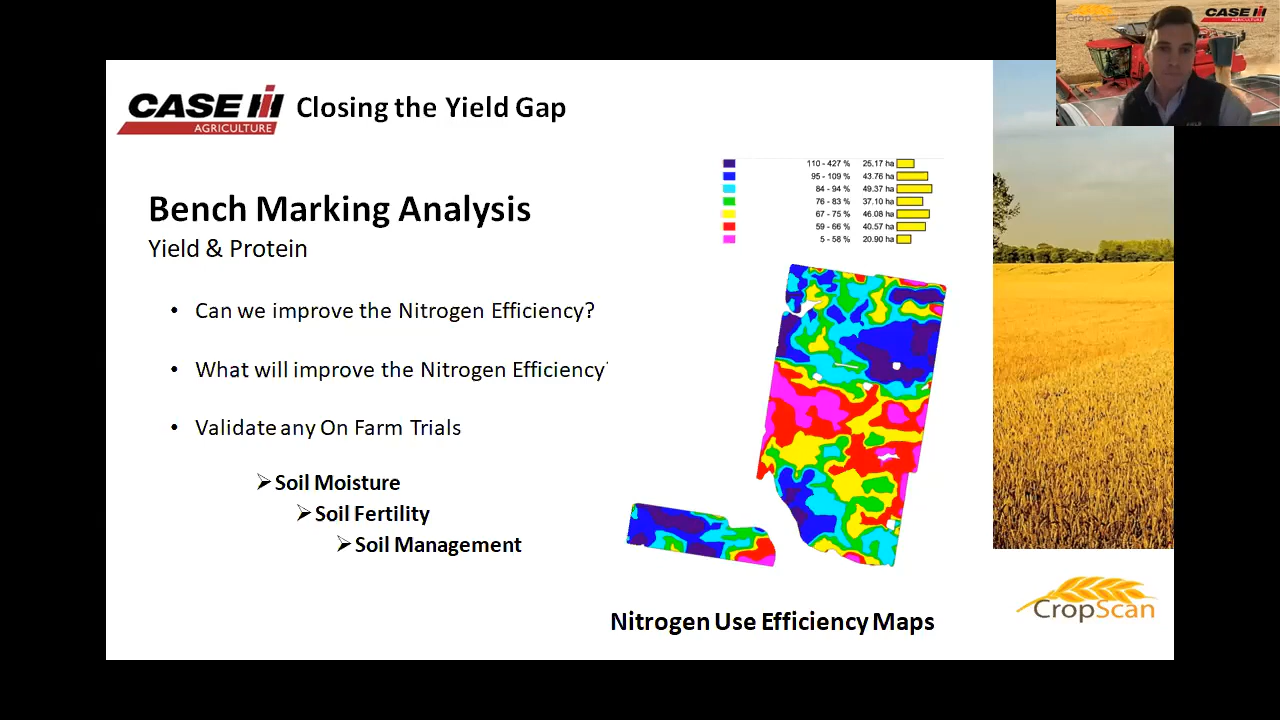 CASE IH
AGRICULTURE
Closing the Yield Gap
Bench Marking Analysis
Yield & Protein
• Can we improve the Nitrogen Efficiency?
• What will improve the Nitrogen Efficiency
• Validate any On Farm Trials
Soil Moisture
Soil Fertility
Soil Management
110 - 427 % 25.17 ha
95 - 109 % 43.76 ha
84 - 94 % 49.37 ha
76 - 83 % 37.10 ha
67 - 75 % 46.08 ha
59 - 66 % 40.57 ha
5 - 58 % 20.90 ha
Nitrogen Use Efficiency Maps
CropScan
CASE IH
AGRICULTURE